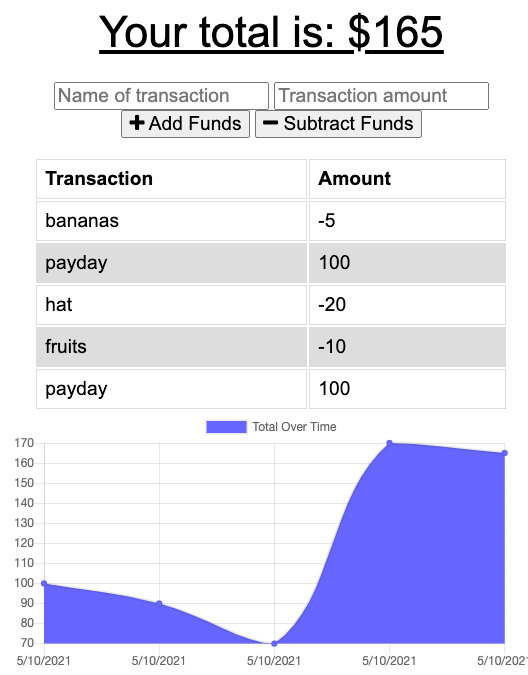 Your total is: $165
Name of transaction Transaction amount
Add Funds Subtract Funds
Transaction Amount
bananas -5
payday 100
hat -20
fruits -10
payday 100
Total Over Time
170
160
150
140
130
120
110
100
90
80
70
5/10/2021 5/10/2021 5/10/2021 5/10/2021 5/10/202